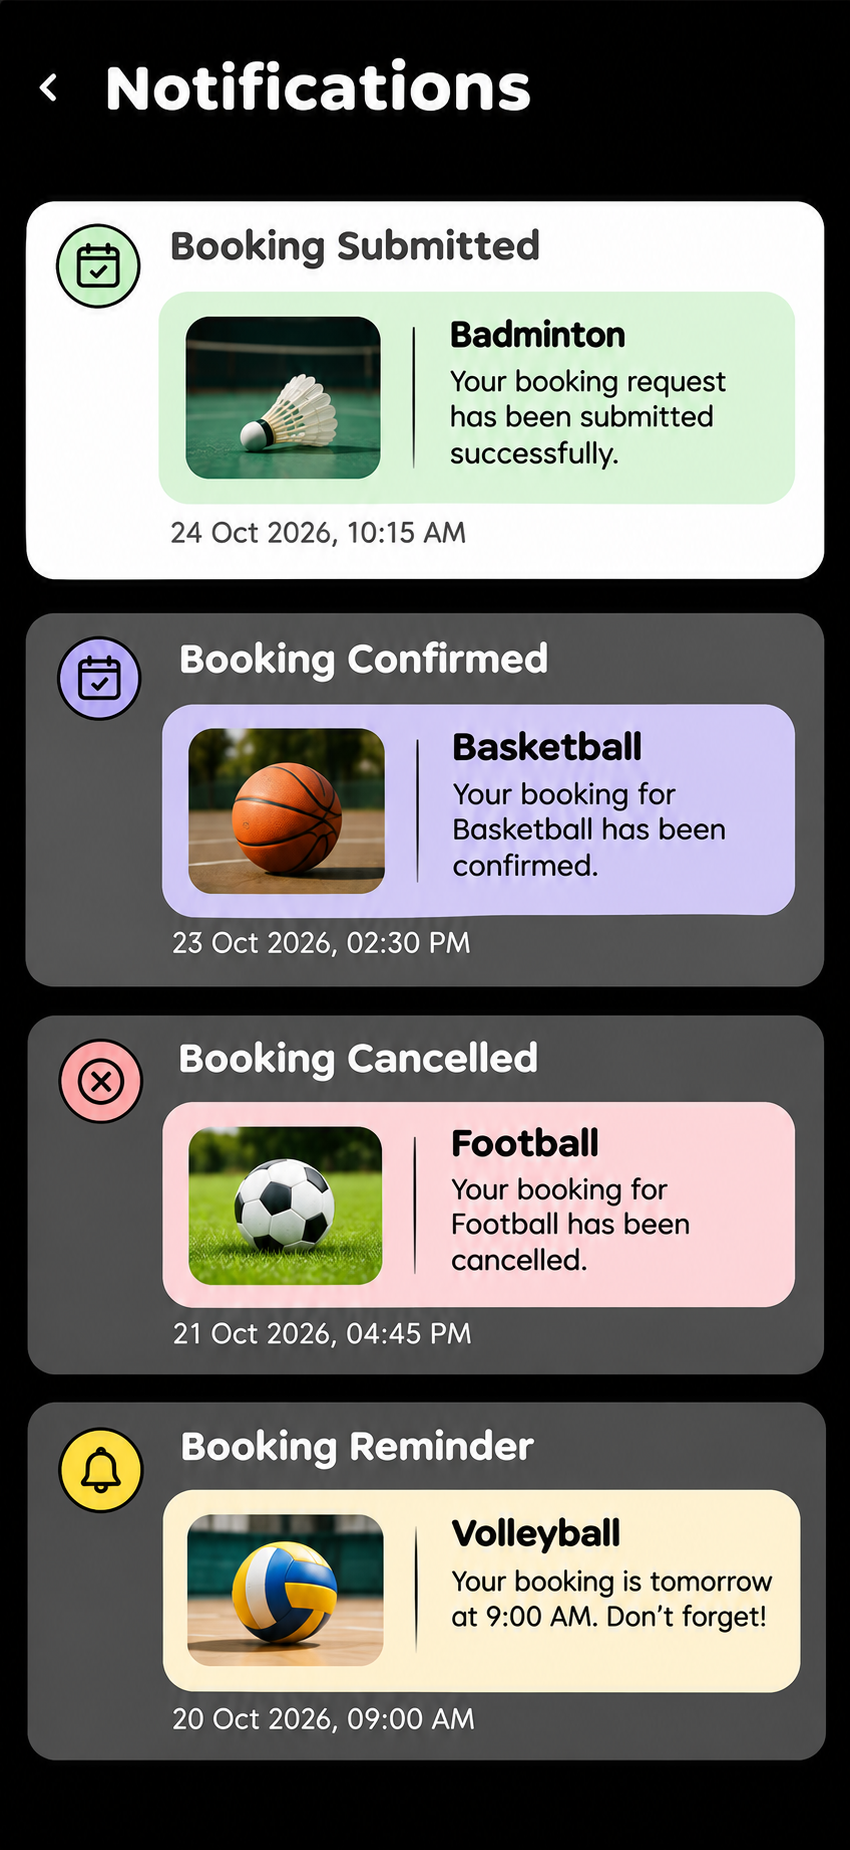 Notifications
Booking Submitted
Badminton
Your booking request
has been submitted
successfully.
24 Oct 2026, 10:15 AM
Booking Confirmed
Basketball
Your booking for
Basketball has been
confirmed.
23 Oct 2026, 02:30 PM
Booking Cancelled
Football
Your booking for
Football has been
cancelled.
21 Oct 2026, 04:45 PM
Booking Reminder
Volleyball
Your booking is tomorrow
at 9:00 AM. Don’t forget!
20 Oct 2026, 09:00 AM